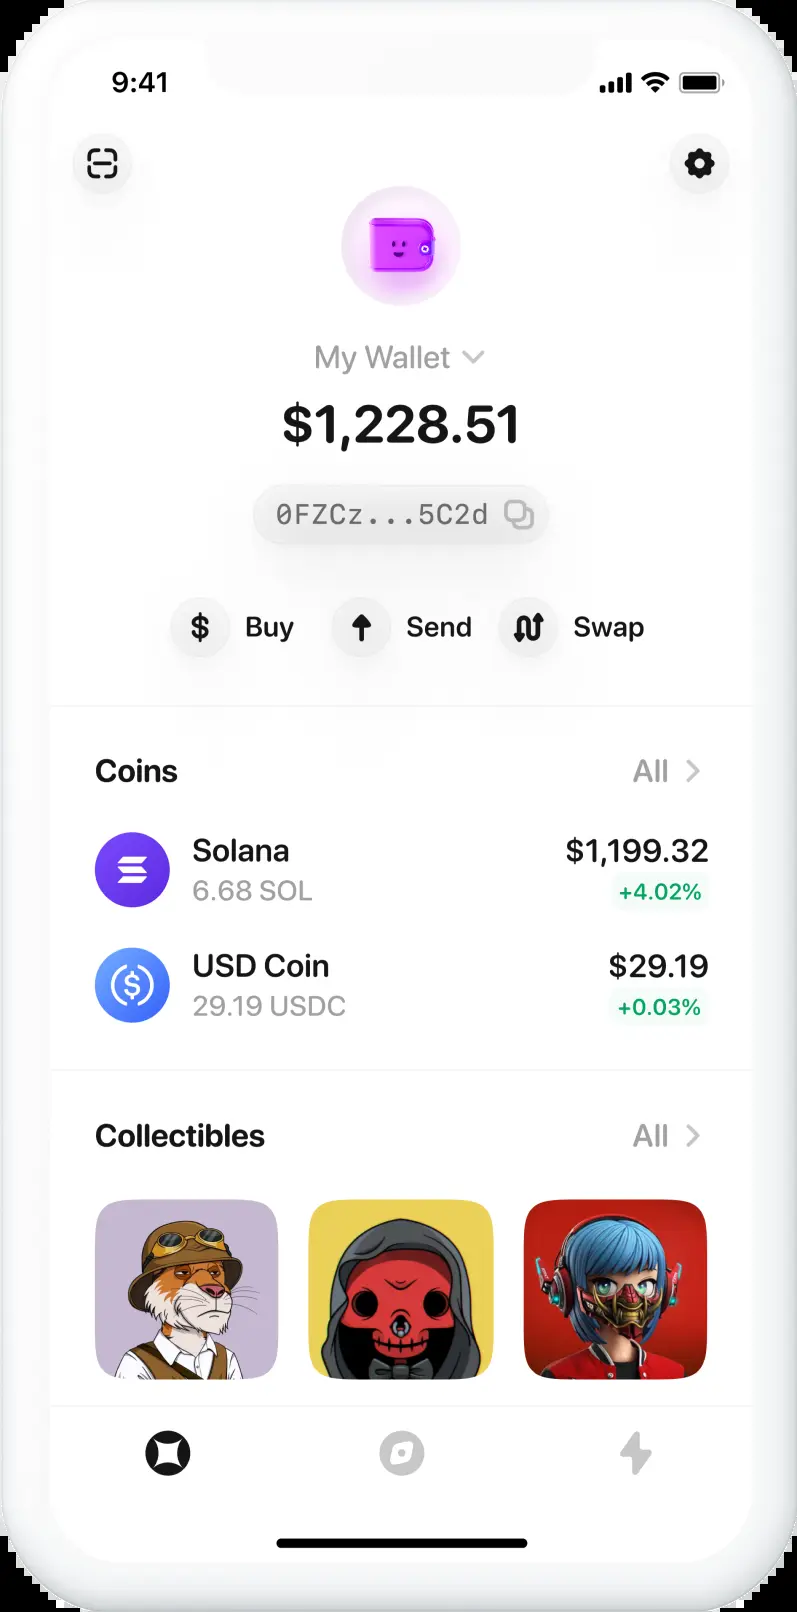 9:41
My Wallet
$1,228.51
0FZCz...5C2d
$ Buy Send Swap
Coins All
Solana $1,199.32
6.68 SOL +4.02%
USD Coin $29.19
29.19 USDC +0.03%
Collectibles All